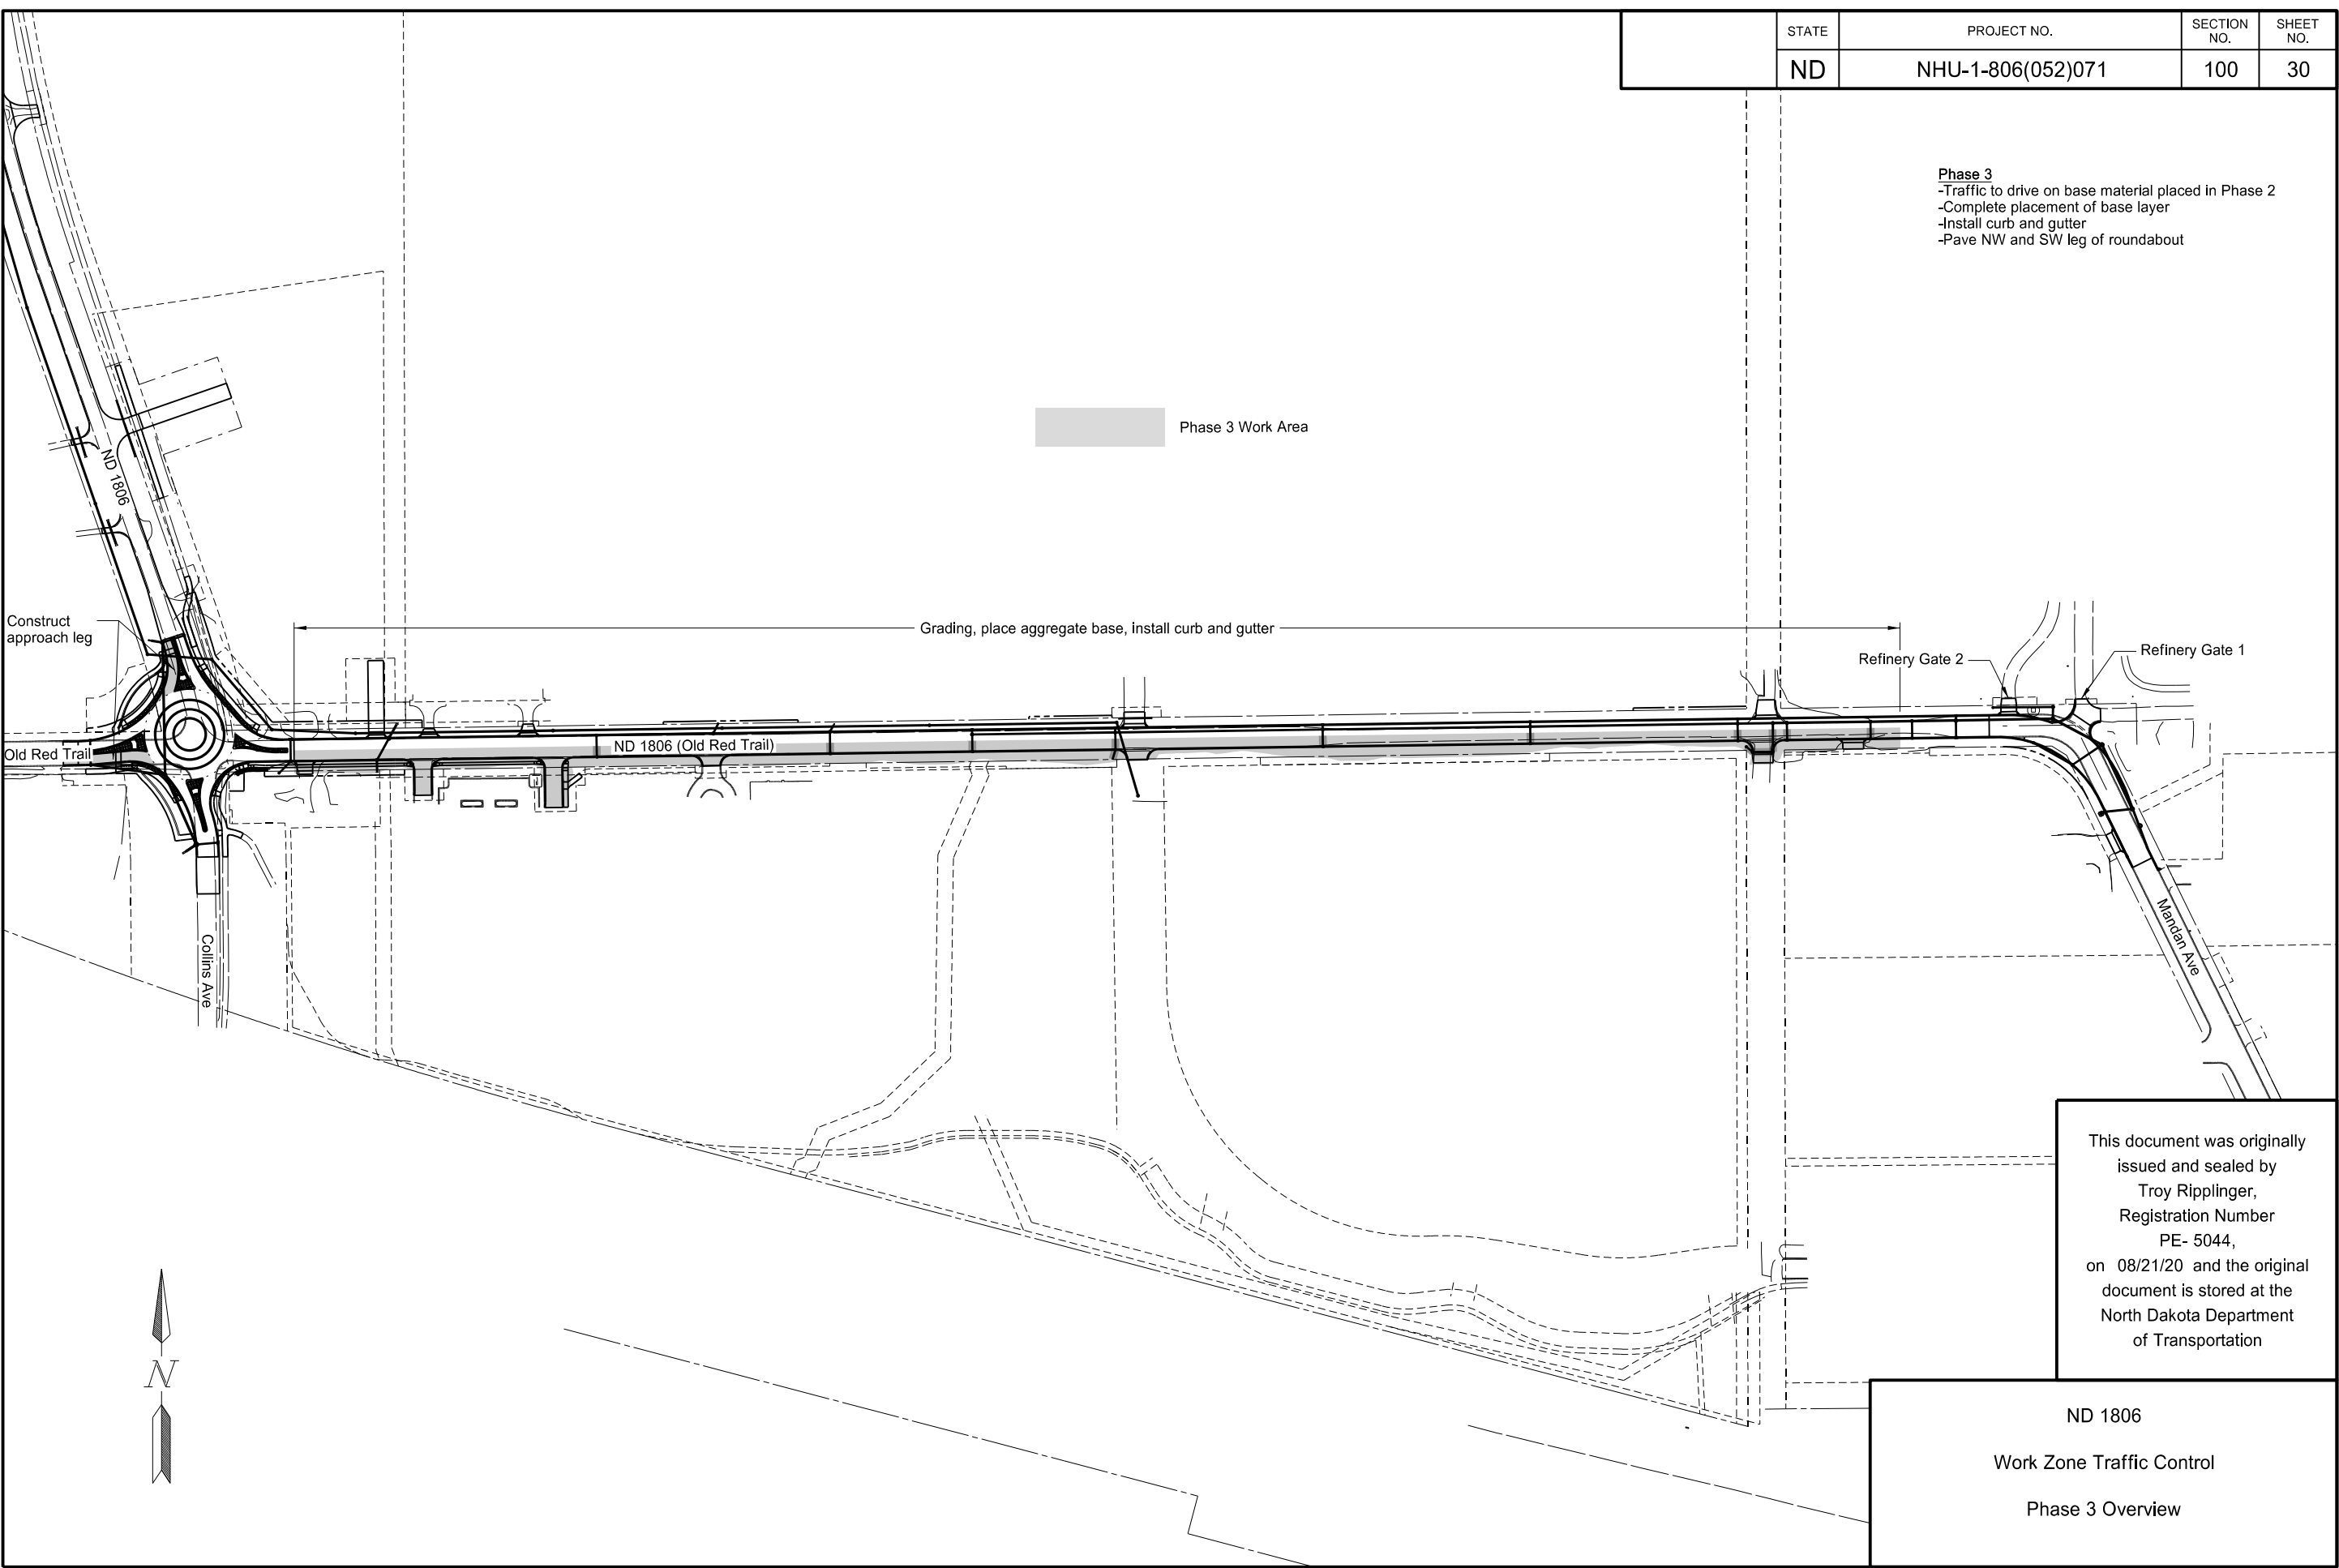 STATE
PROJECT NO.
SECTION
NO.
SHEET
NO.
ND
NHU-1-806(052)071
100
30
Phase 3
-Traffic to drive on base material placed in Phase 2
-Complete placement of base layer
-Install curb and gutter
-Pave NW and SW leg of roundabout
Phase 3 Work Area
ND 1806
Construct
approach leg
Grading, place aggregate base, install curb and gutter
Refinery Gate 2
Refinery Gate 1
Old Red Trail
ND 1806 (Old Red Trail)
Collins Ave
Mandan Ave
N
This document was originally
issued and sealed by
Troy Ripplinger,
Registration Number
PE- 5044,
on 08/21/20 and the original
document is stored at the
North Dakota Department
of Transportation
ND 1806
Work Zone Traffic Control
Phase 3 Overview